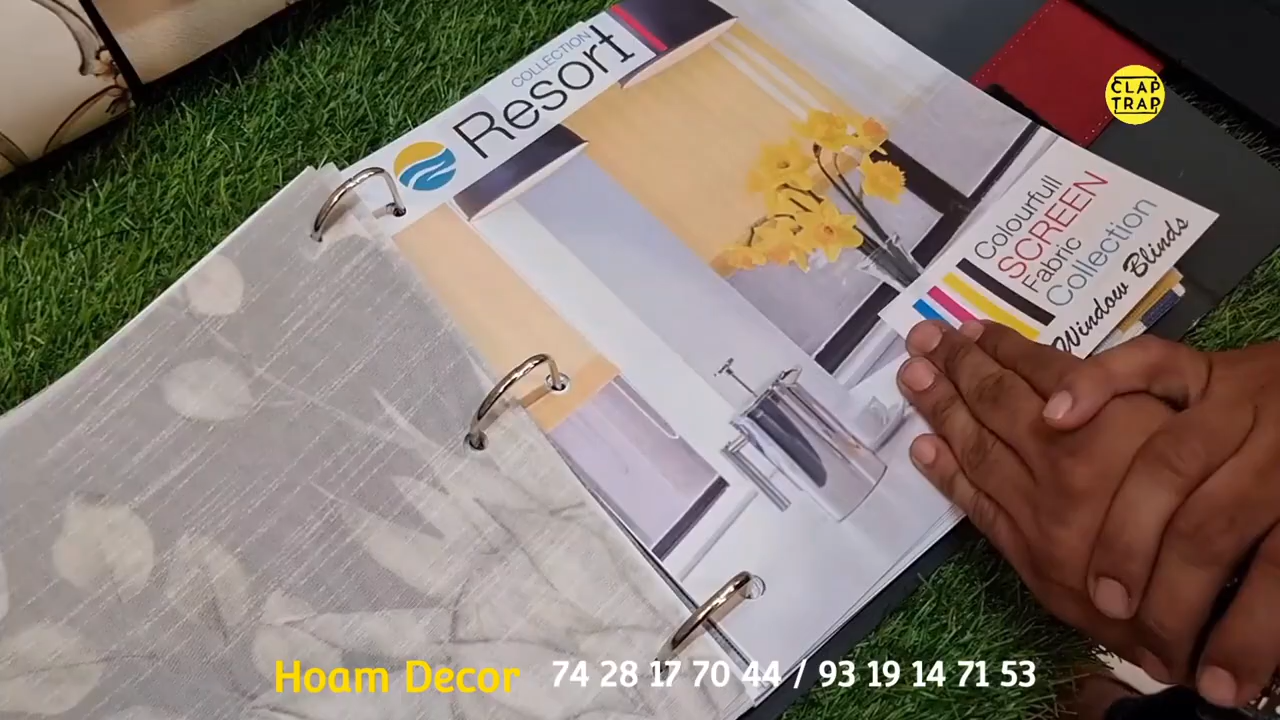 COLLECTION
Resort
CLAP
TRAP
Colourfull
SCREEN
Fabric
Collection
Window Blinds
Hoam Decor 74 28 17 70 44 / 93 19 14 71 53